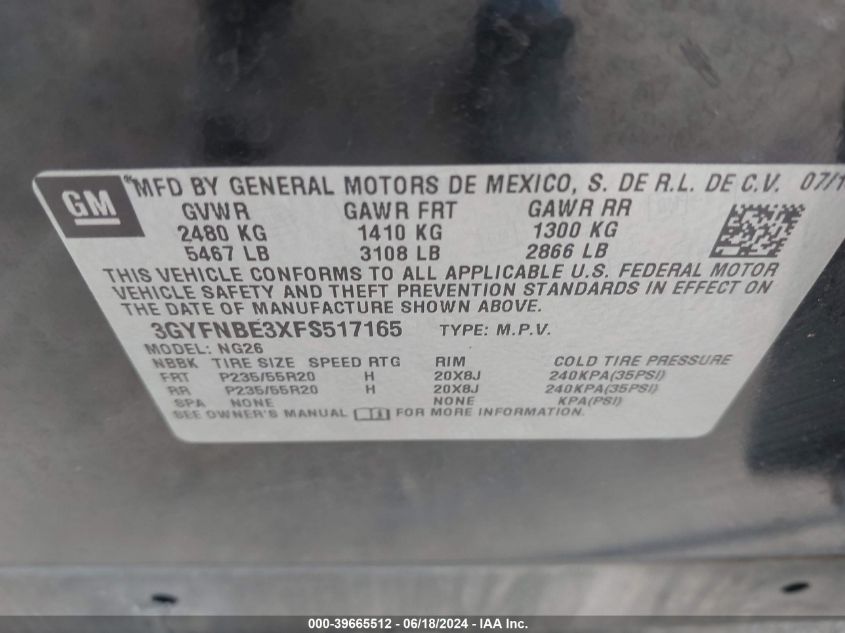 GM
MFD BY GENERAL MOTORS DE MEXICO, S. DE R.L. DE C.V. 07/1
GVWR GAWR FRT GAWR RR
2480 KG 1410 KG 1300 KG
5467 LB 3108 LB 2866 LB
THIS VEHICLE CONFORMS TO ALL APPLICABLE U.S. FEDERAL MOTOR
VEHICLE SAFETY AND THEFT PREVENTION STANDARDS IN EFFECT ON
THE DATE OF MANUFACTURE SHOWN ABOVE.
3GYFNBE3XFS517165 TYPE: M.P.V.
MODEL: NG26
NBBK TIRE SIZE SPEED RTG RIM COLD TIRE PRESSURE
FRT P235/55R20 H 20X8J 240KPA(35PSI)
RR P235/55R20 H 20X8J 240KPA(35PSI)
SPA NONE NONE KPA(PSI)
SEE OWNER'S MANUAL FOR MORE INFORMATION.
000-39665512 - 06/18/2024 - IAA Inc.